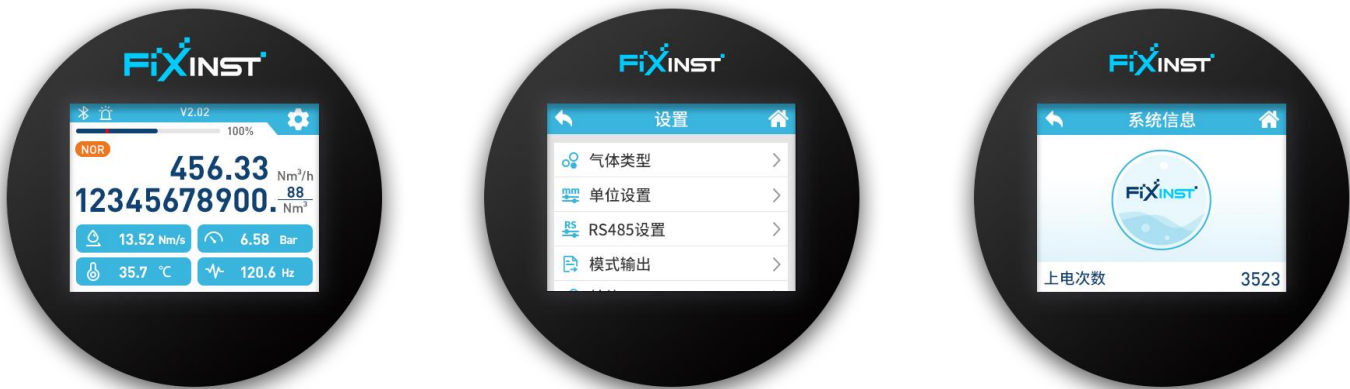 FiXINST
V2.02
100%
NOR
456.33 Nm³/h
12345678900.88 Nm³
13.52 Nm/s
6.58 Bar
35.7 ℃
120.6 Hz
FiXINST
设置
气体类型
单位设置
RS485设置
模式输出
FiXINST
系统信息
FiXINST
上电次数 3523